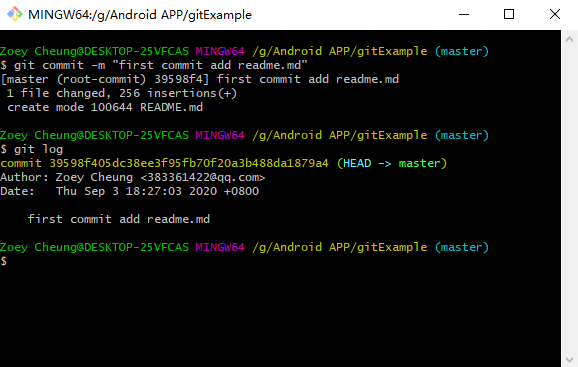 MINGW64:/g/Android APP/gitExample
Zoey Cheung@DESKTOP-25VFCAS MINGW64 /g/Android APP/gitExample (master)
$ git commit -m "first commit add readme.md"
[master (root-commit) 39598f4] first commit add readme.md
 1 file changed, 256 insertions(+)
 create mode 100644 README.md
Zoey Cheung@DESKTOP-25VFCAS MINGW64 /g/Android APP/gitExample (master)
$ git log
commit 39598f405dc38ee3f95fb70f20a3b488da1879a4 (HEAD -> master)
Author: Zoey Cheung <383361422@qq.com>
Date:   Thu Sep 3 18:27:03 2020 +0800
    first commit add readme.md
Zoey Cheung@DESKTOP-25VFCAS MINGW64 /g/Android APP/gitExample (master)
$